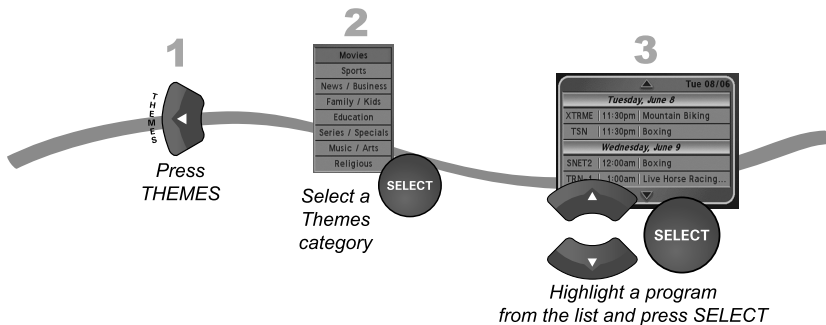 1
THEMES
Press
THEMES
2
Movies
Sports
News / Business
Family / Kids
Education
Series / Specials
Music / Arts
Religious
SELECT
Select a
Themes
category
3
Tue 08/06
Tuesday, June 8
XTRME 11:30pm Mountain Biking
TSN 11:30pm Boxing
Wednesday, June 9
SNET2 12:00am Boxing
TRN-1 1:00am Live Horse Racing...
SELECT
Highlight a program
from the list and press SELECT